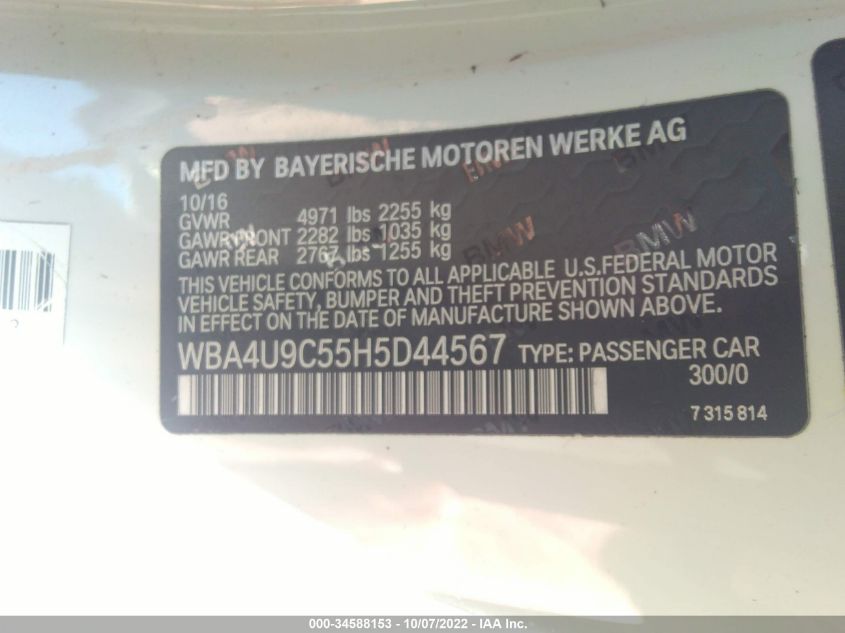 MFD BY BAYERISCHE MOTOREN WERKE AG
10/16
GVWR 4971 lbs 2255 kg
GAWR FRONT 2282 lbs 1035 kg
GAWR REAR 2767 lbs 1255 kg
THIS VEHICLE CONFORMS TO ALL APPLICABLE U.S.FEDERAL MOTOR
VEHICLE SAFETY, BUMPER AND THEFT PREVENTION STANDARDS
IN EFFECT ON THE DATE OF MANUFACTURE SHOWN ABOVE.
WBA4U9C55H5D44567 TYPE: PASSENGER CAR
300/0
7 315 814
000-34588153 - 10/07/2022 - IAA Inc.